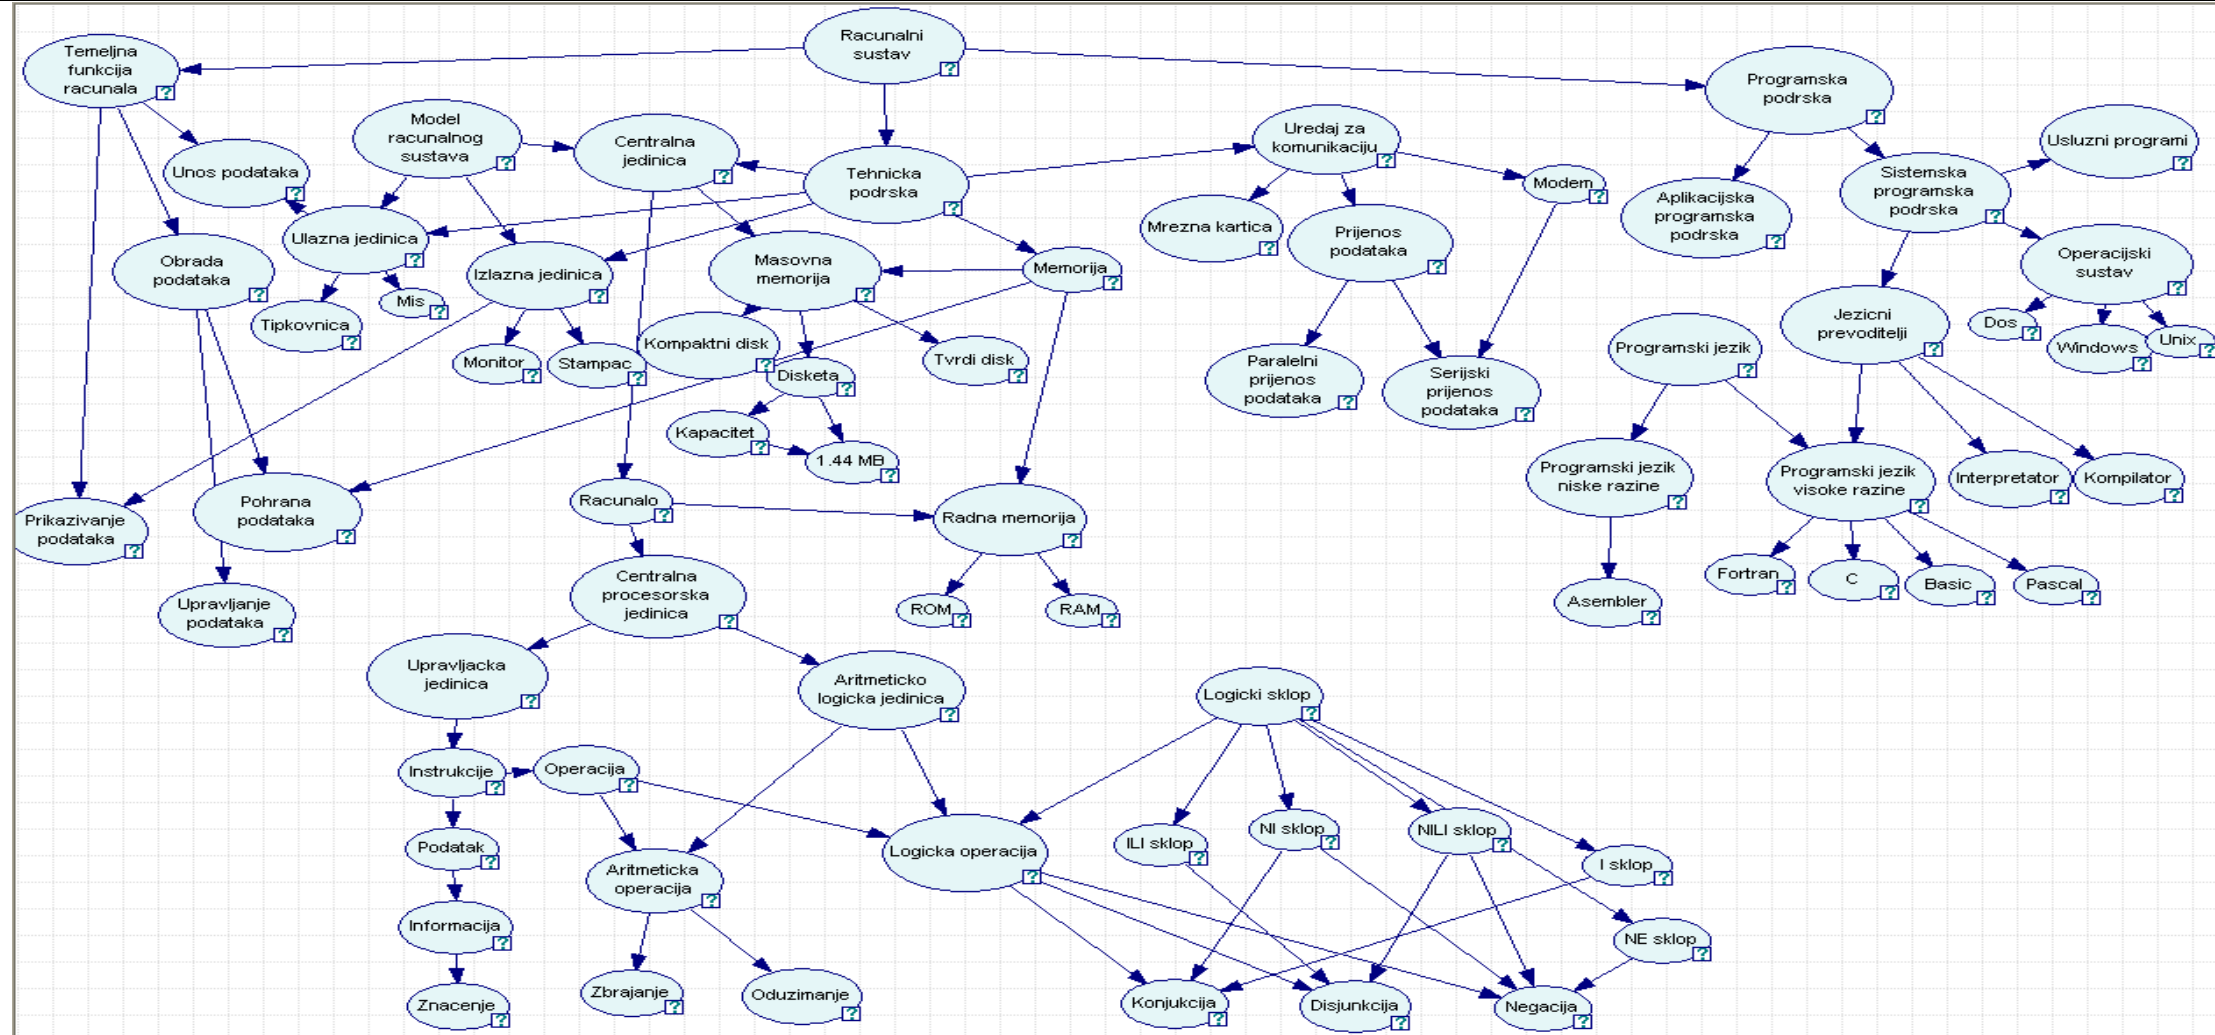 Racunalni
sustav
?
Temeljna
funkcija
racunala
?
Programska
podrska
?
Model
racunalnog
sustava
?
Centralna
jedinica
?
Uredaj za
komunikaciju
?
Usluzni programi
?
Unos podataka
?
Tehnicka
podrska
?
Modem
?
Sistemska
programska
podrska
?
Aplikacijska
programska
podrska
?
Mrezna kartica
?
Prijenos
podataka
?
Ulazna jedinica
?
Obrada
podataka
?
Izlazna jedinica
?
Masovna
memorija
?
Memorija
?
Operacijski
sustav
?
Tipkovnica
?
Mis
?
Jezicni
prevoditelji
?
Dos
?
Windows
?
Unix
?
Monitor
?
Stampac
?
Kompaktni disk
?
Disketa
?
Tvrdi disk
?
Programski jezik
?
Paralelni
prijenos
podataka
?
Serijski
prijenos
podataka
?
Kapacitet
?
1.44 MB
?
Programski jezik
niske razine
?
Programski jezik
visoke razine
?
Interpretator
?
Kompilator
?
Prikazivanje
podataka
?
Pohrana
podataka
?
Racunalo
?
Radna memorija
?
Upravljanje
podataka
?
Centralna
procesorska
jedinica
?
ROM
?
RAM
?
Asembler
?
Fortran
?
C
?
Basic
?
Pascal
?
Upravljacka
jedinica
?
Aritmeticko
logicka jedinica
?
Logicki sklop
?
Instrukcije
?
Operacija
?
Podatak
?
Aritmeticka
operacija
?
Logicka operacija
?
ILI sklop
?
NI sklop
?
NILI sklop
?
I sklop
?
Informacija
?
NE sklop
?
Znacenje
?
Zbrajanje
?
Oduzimanje
?
Konjukcija
?
Disjunkcija
?
Negacija
?